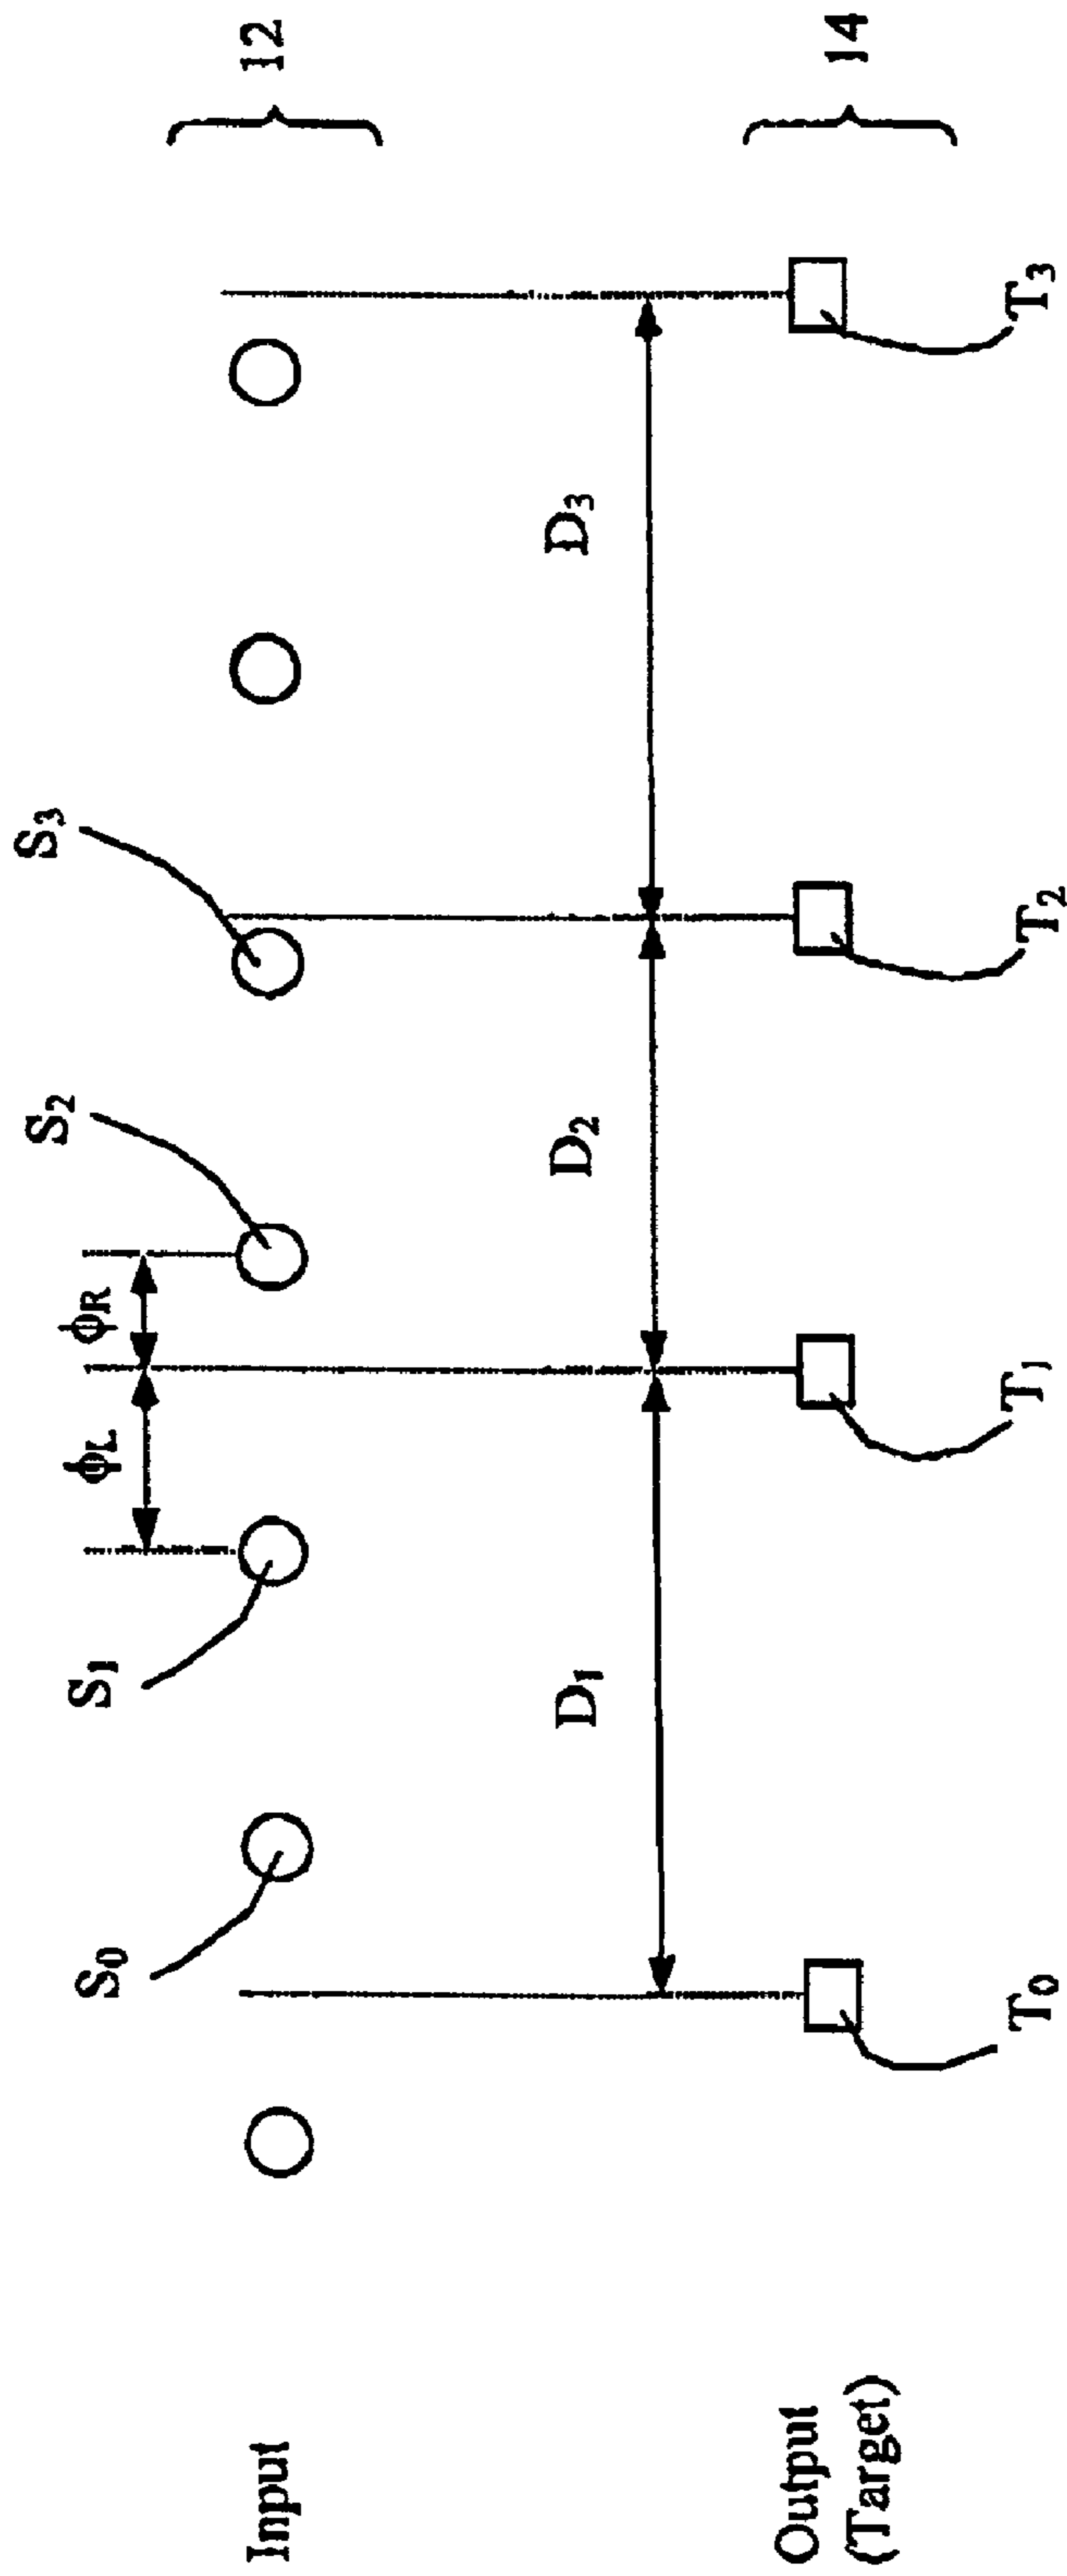 Input
S₀
S₁
ϕL
ϕR
S₂
S₃
12
D₁
D₂
D₃
Output
(Target)
T₀
T₁
T₂
T₃
14